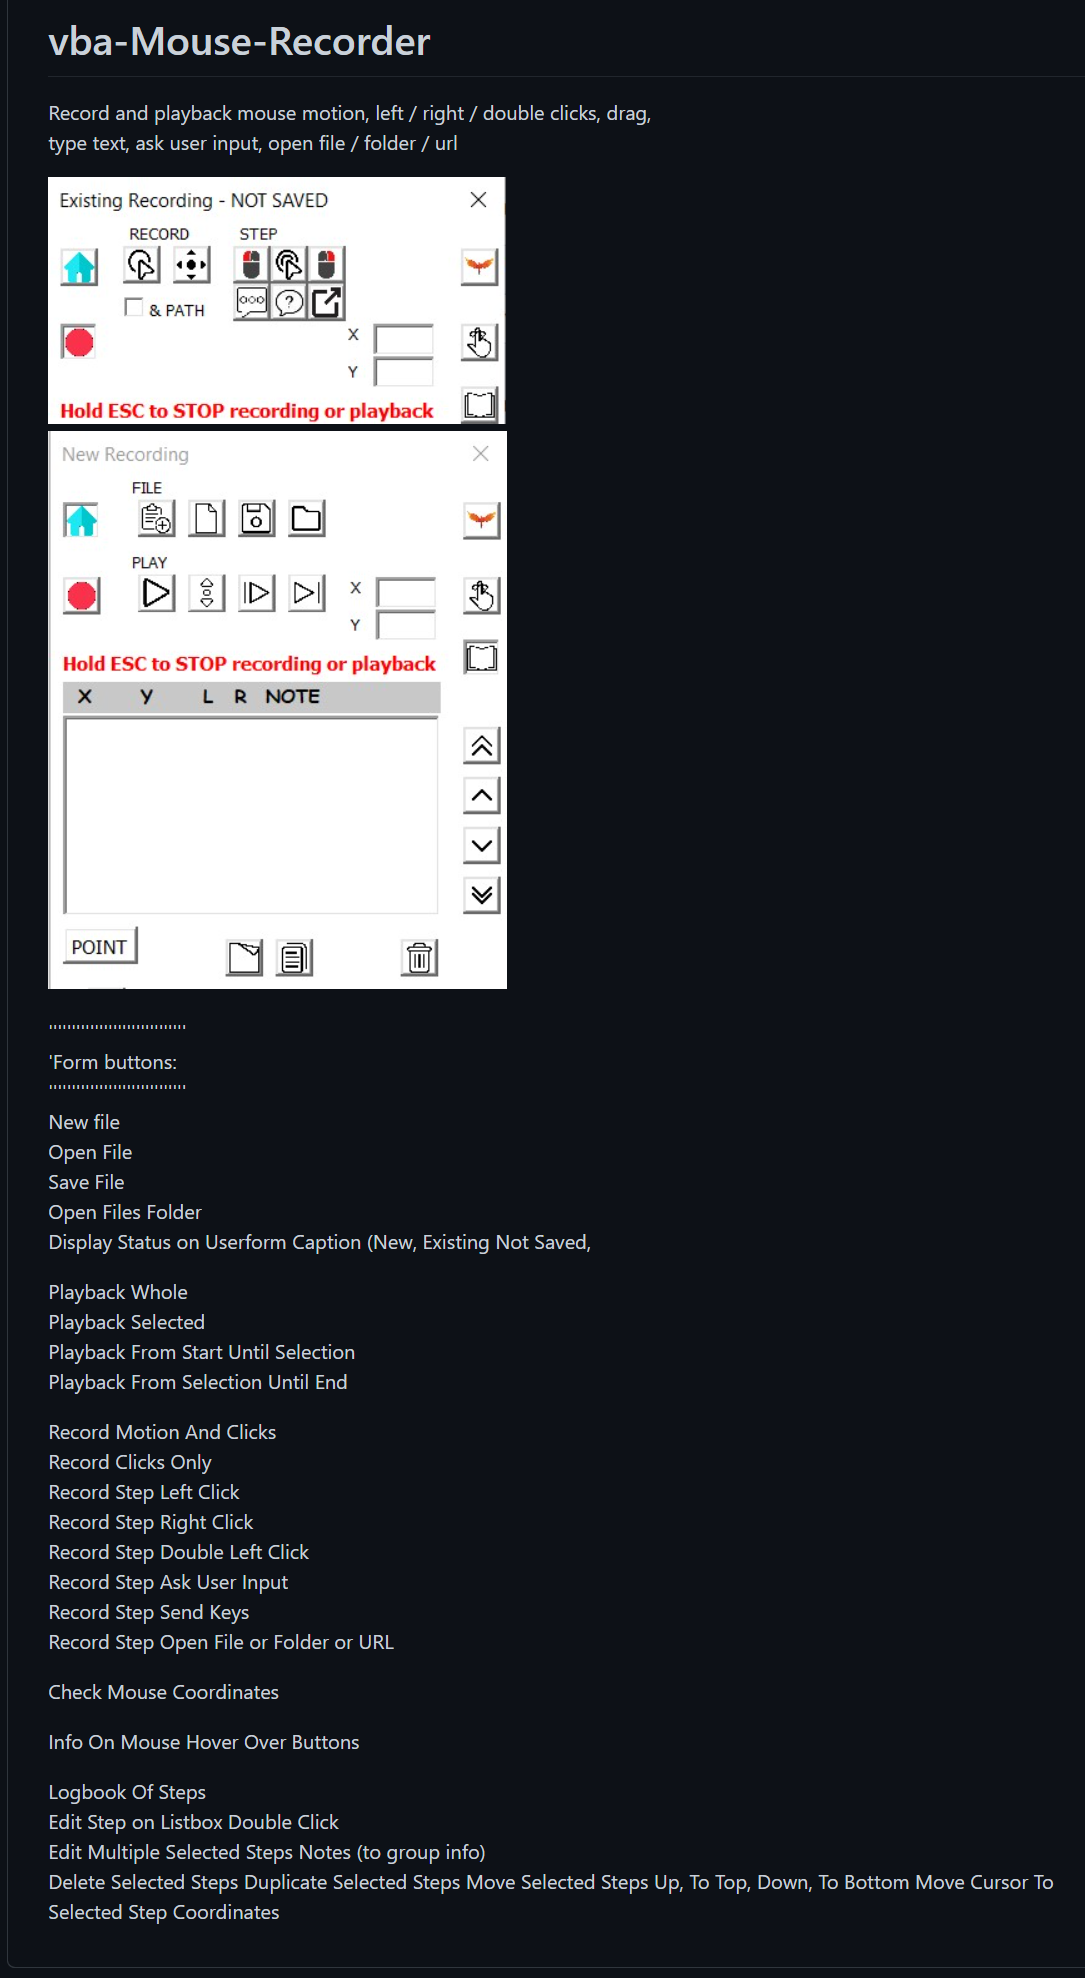 vba-Mouse-Recorder
Record and playback mouse motion, left / right / double clicks, drag,
type text, ask user input, open file / folder / url
Existing Recording - NOT SAVED
RECORD STEP
& PATH
X
Y
Hold ESC to STOP recording or playback
New Recording
FILE
PLAY
X
Y
Hold ESC to STOP recording or playback
X Y L R NOTE
POINT
''''''''''''''''''''''''''''''
'Form buttons:
''''''''''''''''''''''''''''''
New file
Open File
Save File
Open Files Folder
Display Status on Userform Caption (New, Existing Not Saved,
Playback Whole
Playback Selected
Playback From Start Until Selection
Playback From Selection Until End
Record Motion And Clicks
Record Clicks Only
Record Step Left Click
Record Step Right Click
Record Step Double Left Click
Record Step Ask User Input
Record Step Send Keys
Record Step Open File or Folder or URL
Check Mouse Coordinates
Info On Mouse Hover Over Buttons
Logbook Of Steps
Edit Step on Listbox Double Click
Edit Multiple Selected Steps Notes (to group info)
Delete Selected Steps Duplicate Selected Steps Move Selected Steps Up, To Top, Down, To Bottom Move Cursor To
Selected Step Coordinates